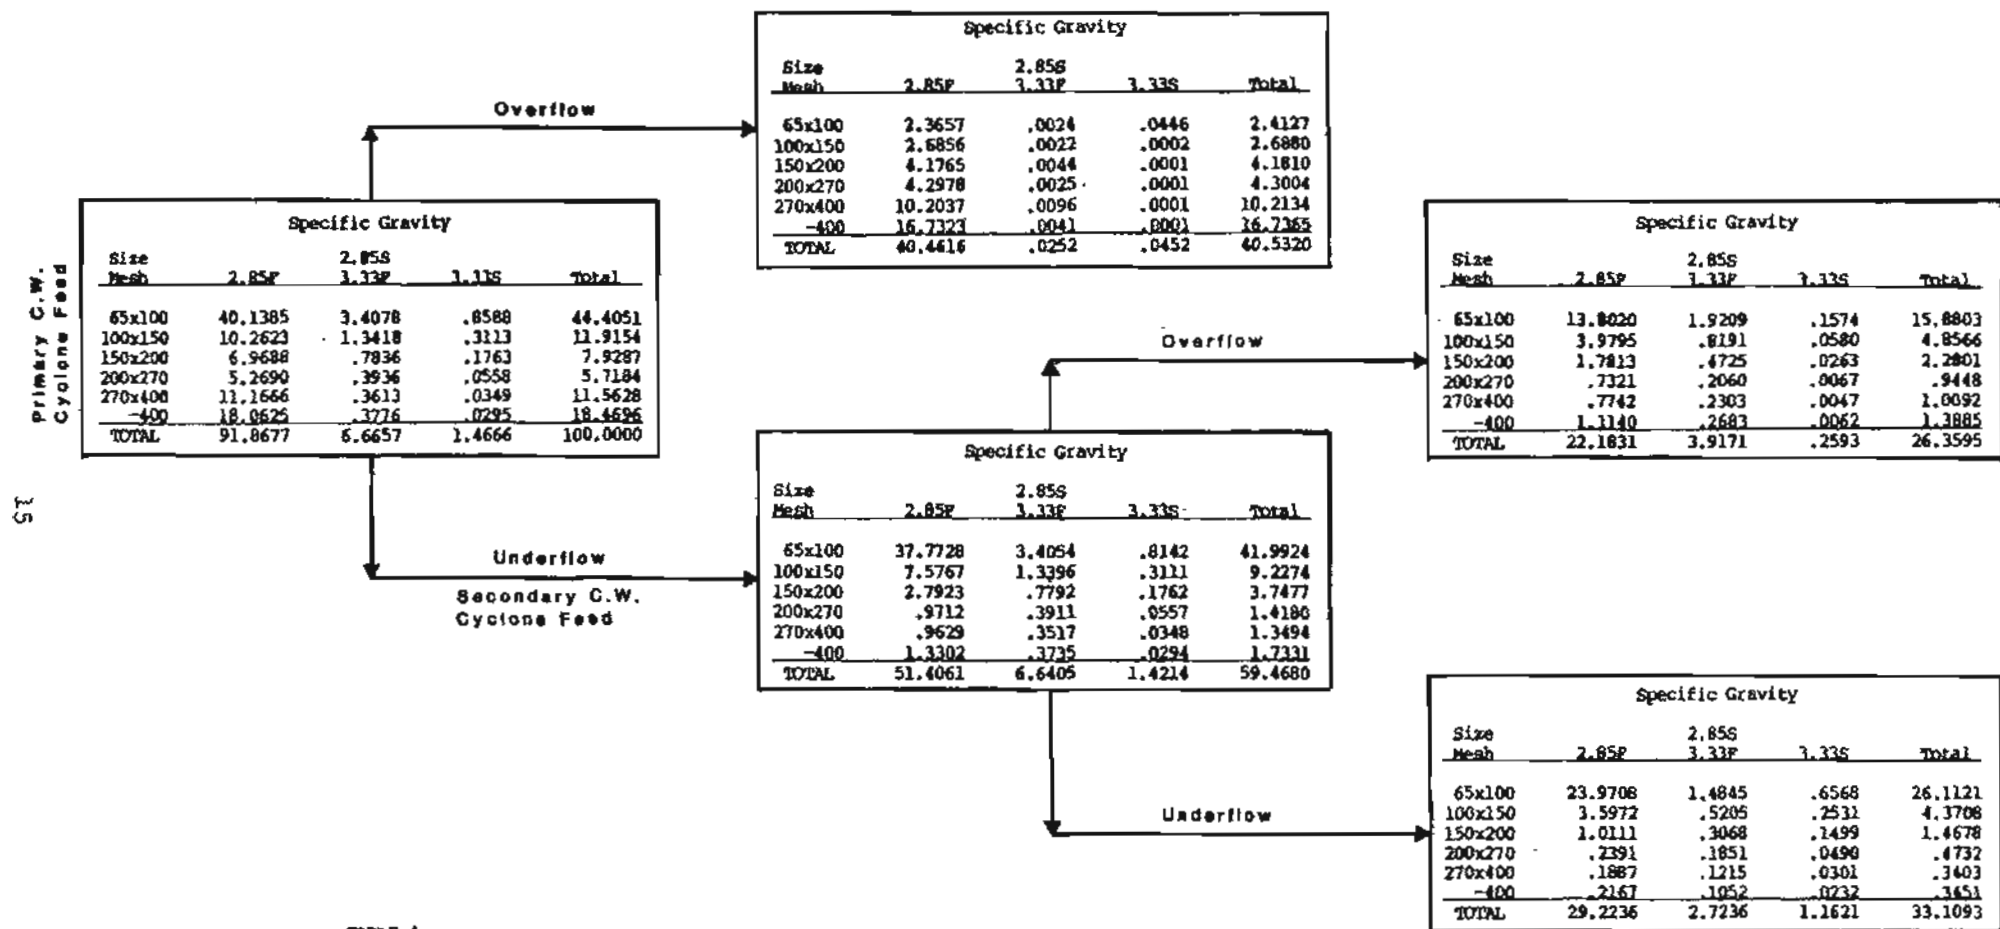 Specific Gravity
Size 2.85S
Mesh 2.85F 3.33F 3.33S Total
65x100 2.3657 .0024 .0446 2.4127
100x150 2.6856 .0022 .0002 2.6880
150x200 4.1765 .0044 .0001 4.1810
200x270 4.2978 .0025 .0001 4.3004
270x400 10.2037 .0096 .0001 10.2134
-400 16.7323 .0041 .0001 16.7365
TOTAL 40.4616 .0252 .0452 40.5320
Overflow
Primary C.W.
Cyclone Feed
Specific Gravity
Size 2.85S
Mesh 2.85F 3.33F 3.33S Total
65x100 40.1385 3.4078 .8588 44.4051
100x150 10.2623 1.3418 .3113 11.9154
150x200 6.9688 .7836 .1763 7.9287
200x270 5.2690 .3936 .0558 5.7184
270x400 11.1666 .3613 .0349 11.5628
-400 18.0625 .3776 .0295 18.4696
TOTAL 91.8677 6.6657 1.4666 100.0000
Overflow
Specific Gravity
Size 2.85S
Mesh 2.85F 3.33F 3.33S Total
65x100 13.8020 1.9209 .1574 15.8803
100x150 3.9795 .8191 .0580 4.8566
150x200 1.7813 .4725 .0263 2.2801
200x270 .7321 .2060 .0067 .9448
270x400 .7742 .2303 .0047 1.0092
-400 1.1140 .2683 .0062 1.3885
TOTAL 22.1831 3.9171 .2593 26.3595
15
Underflow
Secondary C.W.
Cyclone Feed
Specific Gravity
Size 2.85S
Mesh 2.85F 3.33F 3.33S Total
65x100 37.7728 3.4054 .8142 41.9924
100x150 7.5767 1.3396 .3111 9.2274
150x200 2.7923 .7792 .1762 3.7477
200x270 .9712 .3911 .0557 1.4180
270x400 .9629 .3517 .0348 1.3494
-400 1.3302 .3735 .0294 1.7331
TOTAL 51.4061 6.6405 1.4214 59.4680
Underflow
Specific Gravity
Size 2.85S
Mesh 2.85F 3.33F 3.33S Total
65x100 23.9708 1.4845 .6568 26.1121
100x150 3.5972 .5205 .2531 4.3708
150x200 1.0111 .3068 .1499 1.4678
200x270 .2391 .1851 .0490 .4732
270x400 .1887 .1215 .0301 .3403
-400 .2167 .1052 .0232 .3451
TOTAL 29.2236 2.7236 1.1621 33.1093